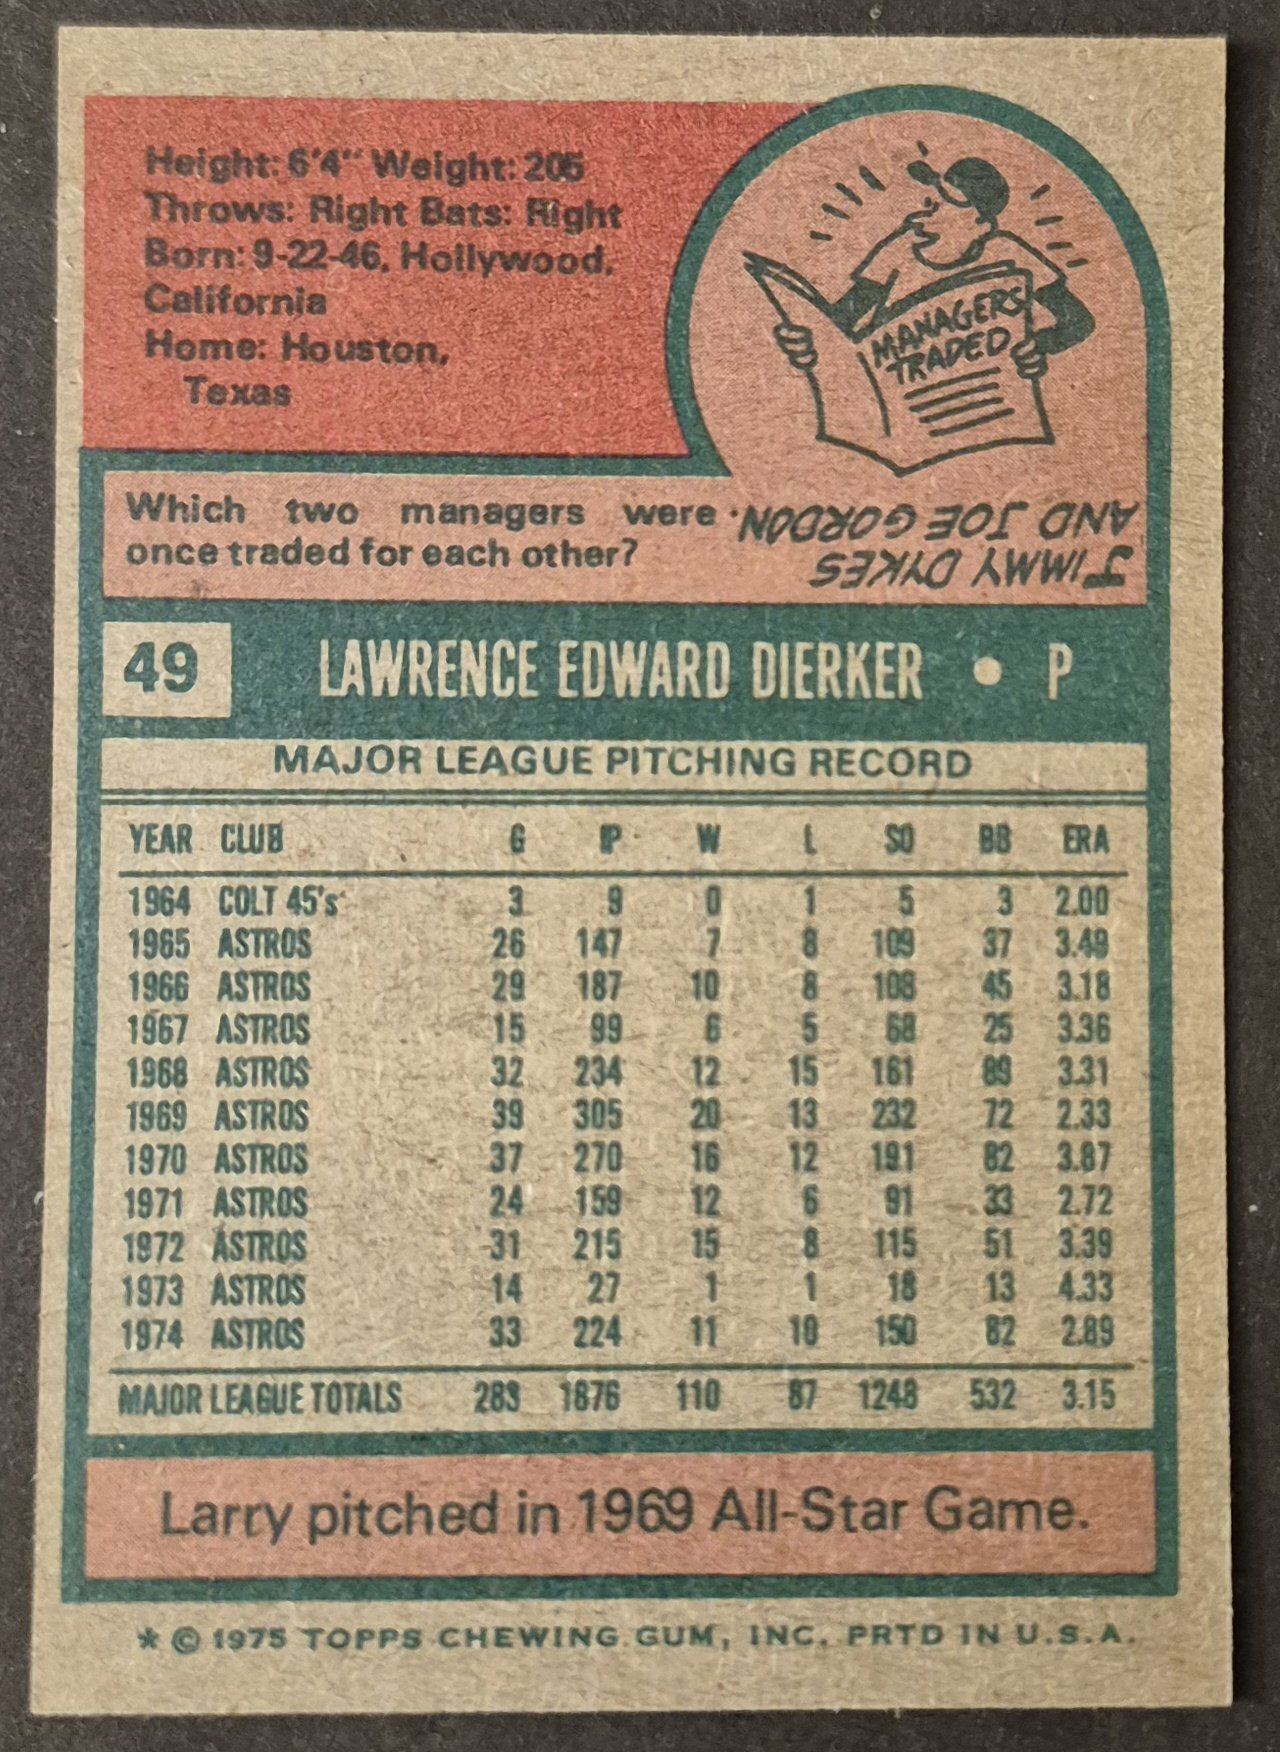 Height: 6'4" Weight: 205
Throws: Right Bats: Right
Born: 9-22-46, Hollywood,
California
Home: Houston,
Texas
MANAGERS
TRADED
Which two managers were
once traded for each other?
JIMMY DYKES
AND JOE GORDON.
49 LAWRENCE EDWARD DIERKER • P
MAJOR LEAGUE PITCHING RECORD
YEAR CLUB G IP W L SO BB ERA
1964 COLT 45's 3 9 0 1 5 3 2.00
1965 ASTROS 26 147 7 8 109 37 3.49
1966 ASTROS 29 187 10 8 108 45 3.18
1967 ASTROS 15 99 6 5 68 25 3.36
1968 ASTROS 32 234 12 15 161 89 3.31
1969 ASTROS 39 305 20 13 232 72 2.33
1970 ASTROS 37 270 16 12 191 82 3.87
1971 ASTROS 24 159 12 6 91 33 2.72
1972 ASTROS 31 215 15 8 115 51 3.39
1973 ASTROS 14 27 1 1 18 13 4.33
1974 ASTROS 33 224 11 10 150 82 2.89
MAJOR LEAGUE TOTALS 283 1876 110 87 1248 532 3.15
Larry pitched in 1969 All-Star Game.
* © 1975 TOPPS CHEWING GUM, INC. PRTD IN U.S.A.